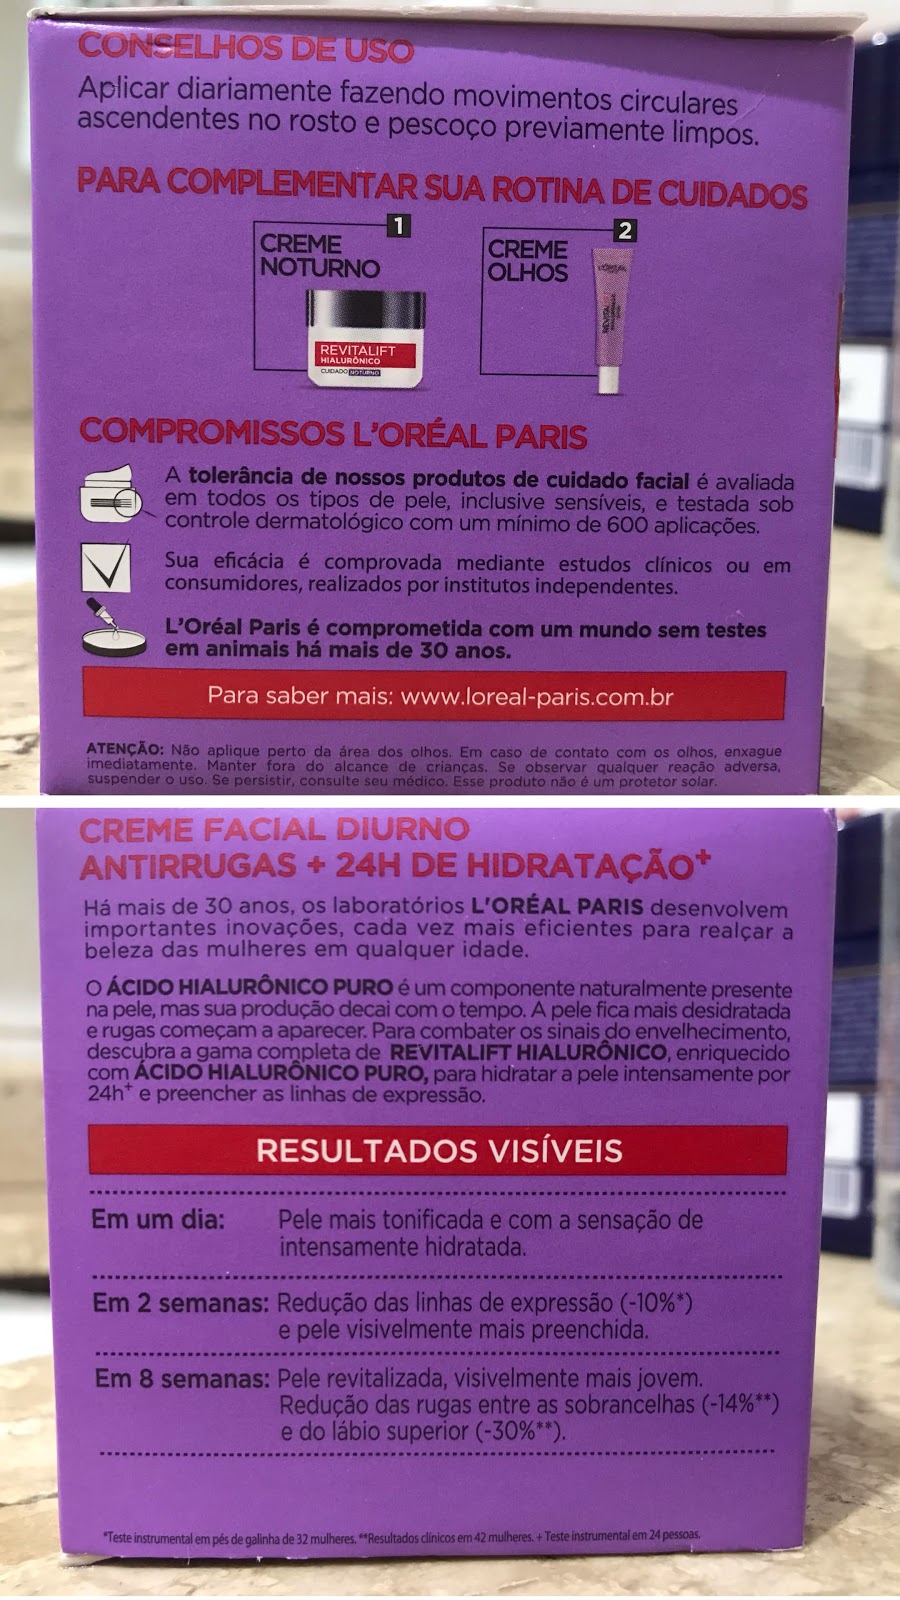 CONSELHOS DE USO
Aplicar diariamente fazendo movimentos circulares
ascendentes no rosto e pescoço previamente limpos.
PARA COMPLEMENTAR SUA ROTINA DE CUIDADOS
1
CREME
NOTURNO
REVITALIFT
HIALURÔNICO
CUIDADO NOTURNO
2
CREME
OLHOS
L'ORÉAL
REVITALIFT
COMPROMISSOS L'ORÉAL PARIS
A tolerância de nossos produtos de cuidado facial é avaliada
em todos os tipos de pele, inclusive sensíveis, e testada sob
controle dermatológico com um mínimo de 600 aplicações.
Sua eficácia é comprovada mediante estudos clínicos ou em
consumidores, realizados por institutos independentes.
L'Oréal Paris é comprometida com um mundo sem testes
em animais há mais de 30 anos.
Para saber mais: www.loreal-paris.com.br
ATENÇÃO: Não aplique perto da área dos olhos. Em caso de contato com os olhos, enxague
imediatamente. Manter fora do alcance de crianças. Se observar qualquer reação adversa,
suspender o uso. Se persistir, consulte seu médico. Esse produto não é um protetor solar.
CREME FACIAL DIURNO
ANTIRRUGAS + 24H DE HIDRATAÇÃO+
Há mais de 30 anos, os laboratórios L'ORÉAL PARIS desenvolvem
importantes inovações, cada vez mais eficientes para realçar a
beleza das mulheres em qualquer idade.
O ÁCIDO HIALURÔNICO PURO é um componente naturalmente presente
na pele, mas sua produção decai com o tempo. A pele fica mais desidratada
e rugas começam a aparecer. Para combater os sinais do envelhecimento,
descubra a gama completa de REVITALIFT HIALURÔNICO, enriquecido
com ÁCIDO HIALURÔNICO PURO, para hidratar a pele intensamente por
24h+ e preencher as linhas de expressão.
RESULTADOS VISÍVEIS
Em um dia: Pele mais tonificada e com a sensação de
intensamente hidratada.
Em 2 semanas: Redução das linhas de expressão (-10%*)
e pele visivelmente mais preenchida.
Em 8 semanas: Pele revitalizada, visivelmente mais jovem.
Redução das rugas entre as sobrancelhas (-14%**)
e do lábio superior (-30%**).
*Teste instrumental em pés de galinha de 32 mulheres. **Resultados clínicos em 42 mulheres. + Teste instrumental em 24 pessoas.